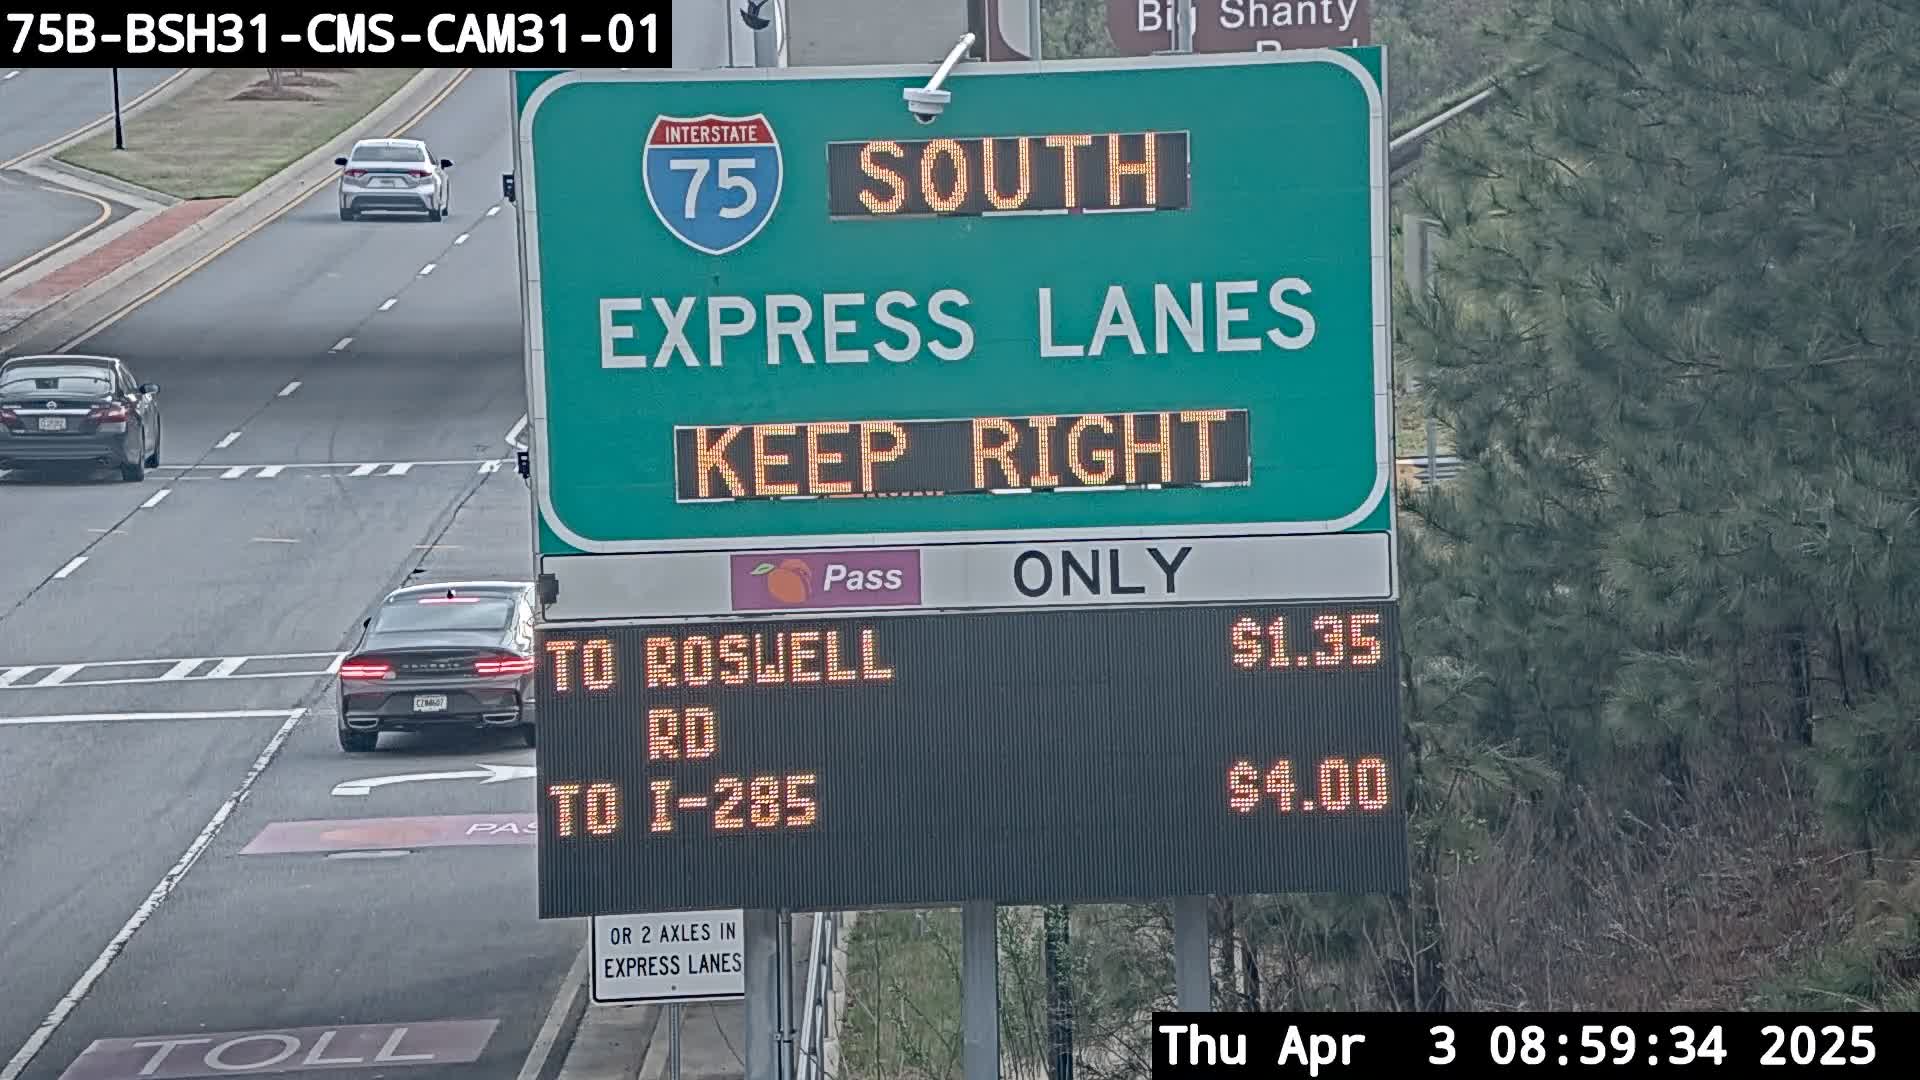 75B-BSH31-CMS-CAM31-01
Big Shanty
INTERSTATE
75
SOUTH
EXPRESS LANES
KEEP RIGHT
Pass ONLY
TO ROSWELL $1.35
RD
TO I-285 $4.00
GENESIS
OR 2 AXLES IN
EXPRESS LANES
TOLL
Thu Apr 3 08:59:34 2025